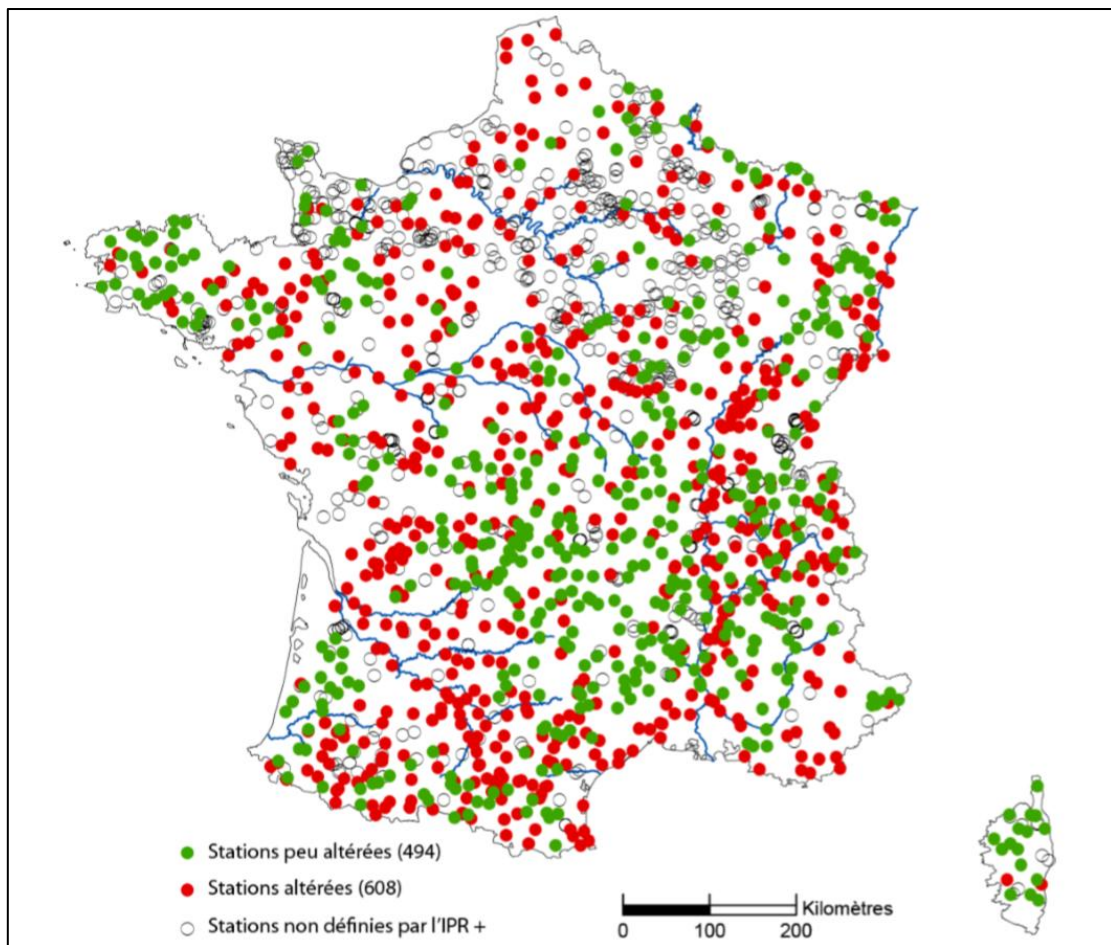 Stations peu altérées (494)
Stations altérées (608)
Stations non définies par l'IPR +
Kilomètres
0 100 200